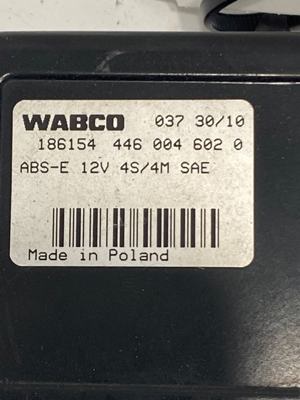 WABCO 037 30/10
186154 446 004 602 0
ABS-E 12V 4S/4M SAE
Made in Poland